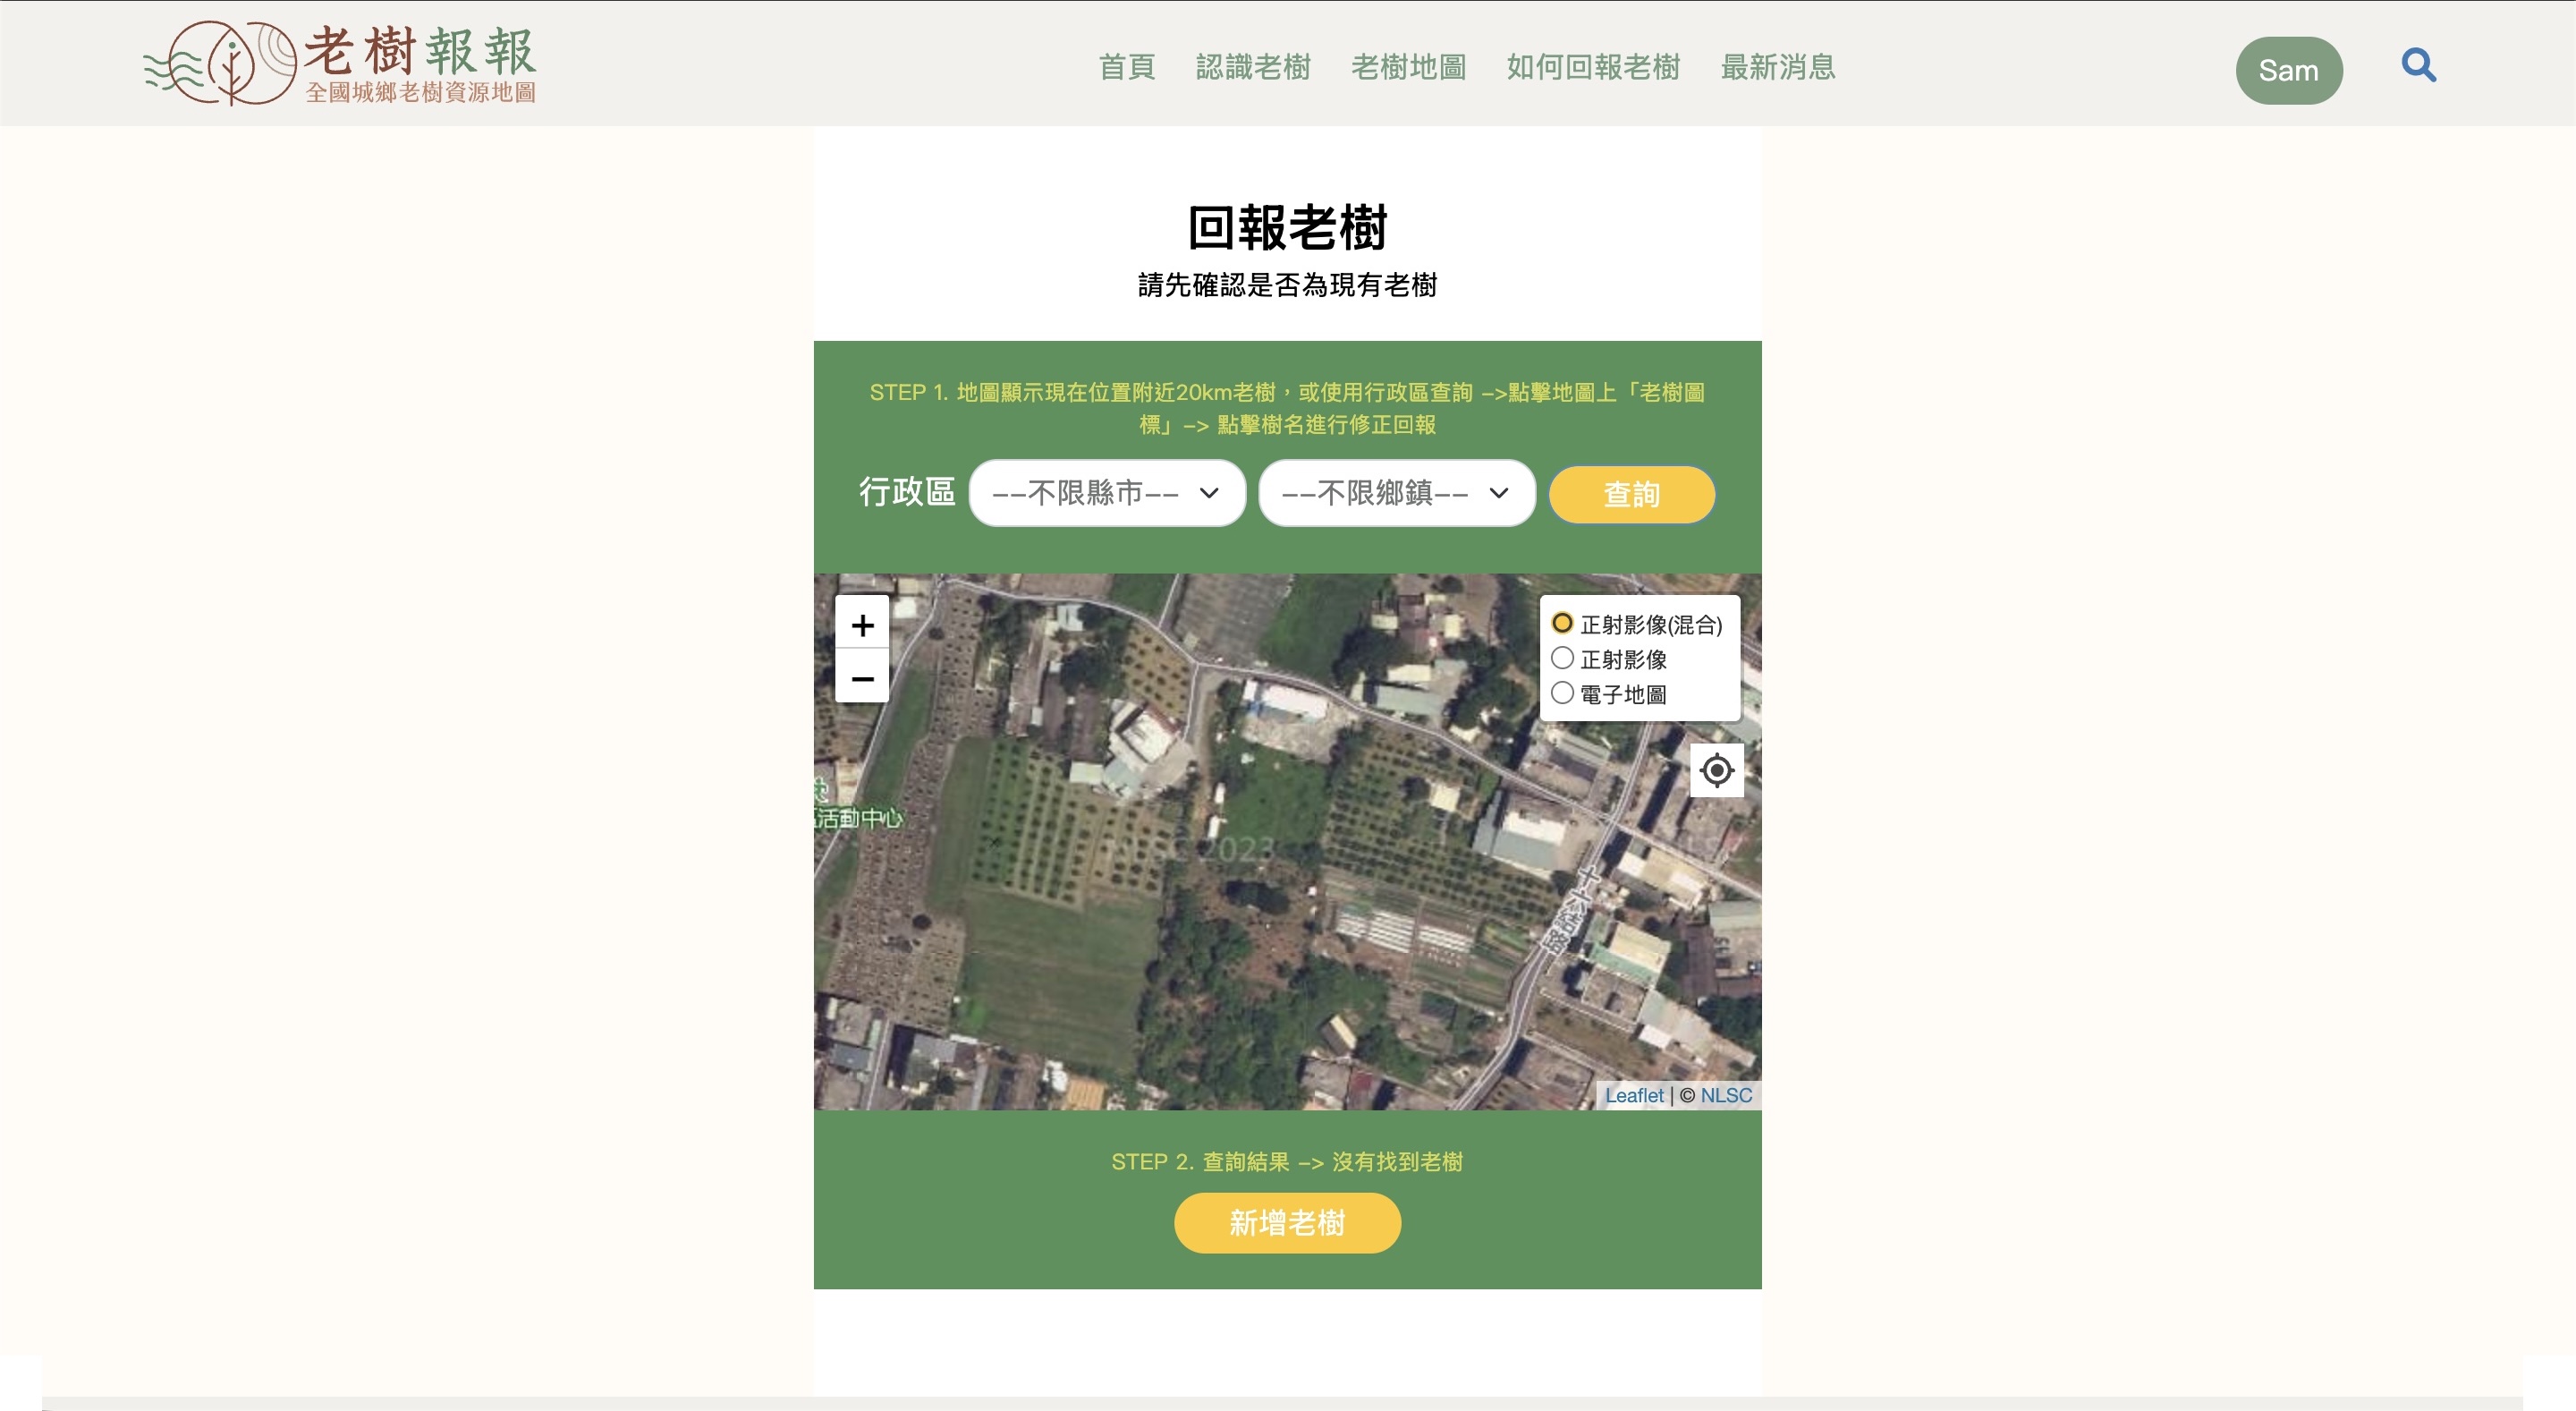 老樹報報
全國城鄉老樹資源地圖
首頁 認識老樹 老樹地圖 如何回報老樹 最新消息
Sam
回報老樹
請先確認是否為現有老樹
STEP 1. 地圖顯示現在位置附近20km老樹，或使用行政區查詢 –>點擊地圖上「老樹圖
標」–> 點擊樹名進行修正回報
行政區 --不限縣市-- --不限鄉鎮-- 查詢
+
−
正射影像(混合)
正射影像
電子地圖
活動中心
2023
十六結路
Leaflet | © NLSC
STEP 2. 查詢結果 –> 沒有找到老樹
新增老樹